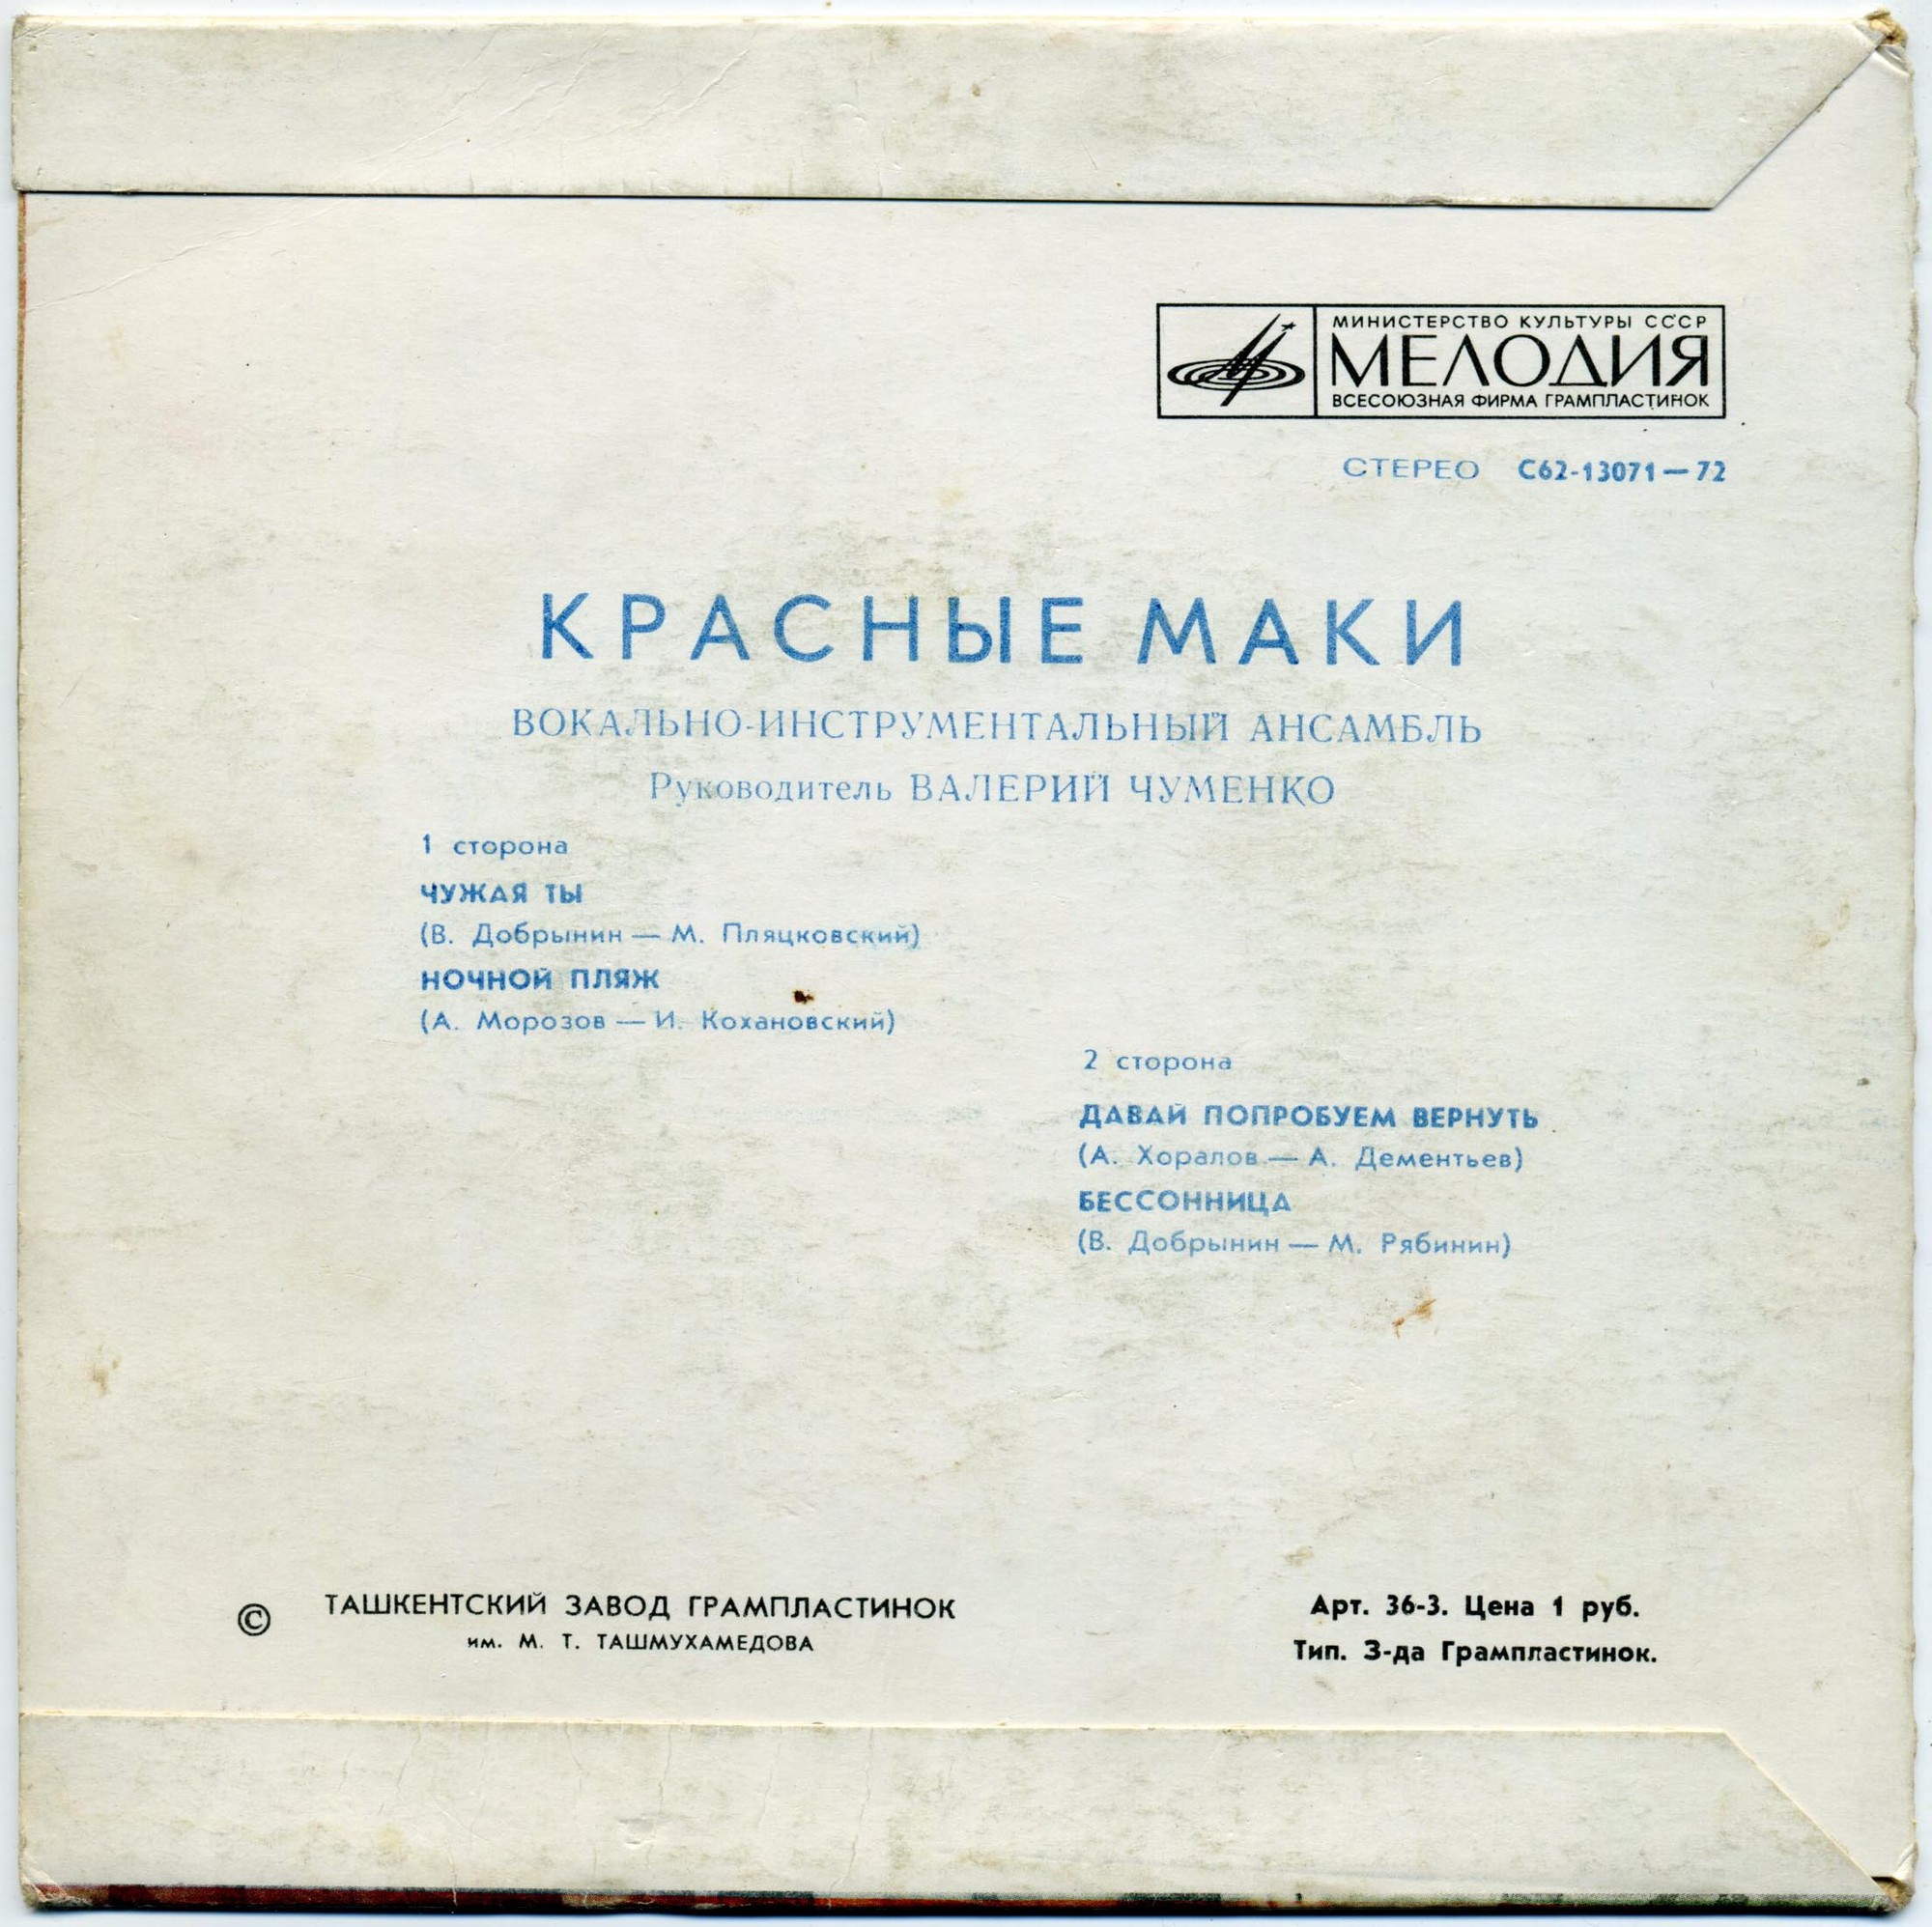 МИНИСТЕРСТВО КУЛЬТУРЫ СССР
МЕЛОДИЯ
ВСЕСОЮЗНАЯ ФИРМА ГРАМПЛАСТИНОК
СТЕРЕО С62-13071—72
КРАСНЫЕ МАКИ
ВОКАЛЬНО-ИНСТРУМЕНТАЛЬНЫЙ АНСАМБЛЬ
Руководитель ВАЛЕРИЙ ЧУМЕНКО
1 сторона
ЧУЖАЯ ТЫ
(В. Добрынин — М. Пляцковский)
НОЧНОЙ ПЛЯЖ
(А. Морозов — И. Кохановский)
2 сторона
ДАВАЙ ПОПРОБУЕМ ВЕРНУТЬ
(А. Хоралов — А. Дементьев)
БЕССОННИЦА
(В. Добрынин — М. Рябинин)
© ТАШКЕНТСКИЙ ЗАВОД ГРАМПЛАСТИНОК
им. М. Т. ТАШМУХАМЕДОВА
Арт. 36-3. Цена 1 руб.
Тип. З-да Грампластинок.